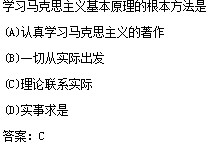 学习马克思主义基本原理的根本方法是
(A)认真学习马克思主义的著作
(B)一切从实际出发
(C)理论联系实际
(D)实事求是
答案：C